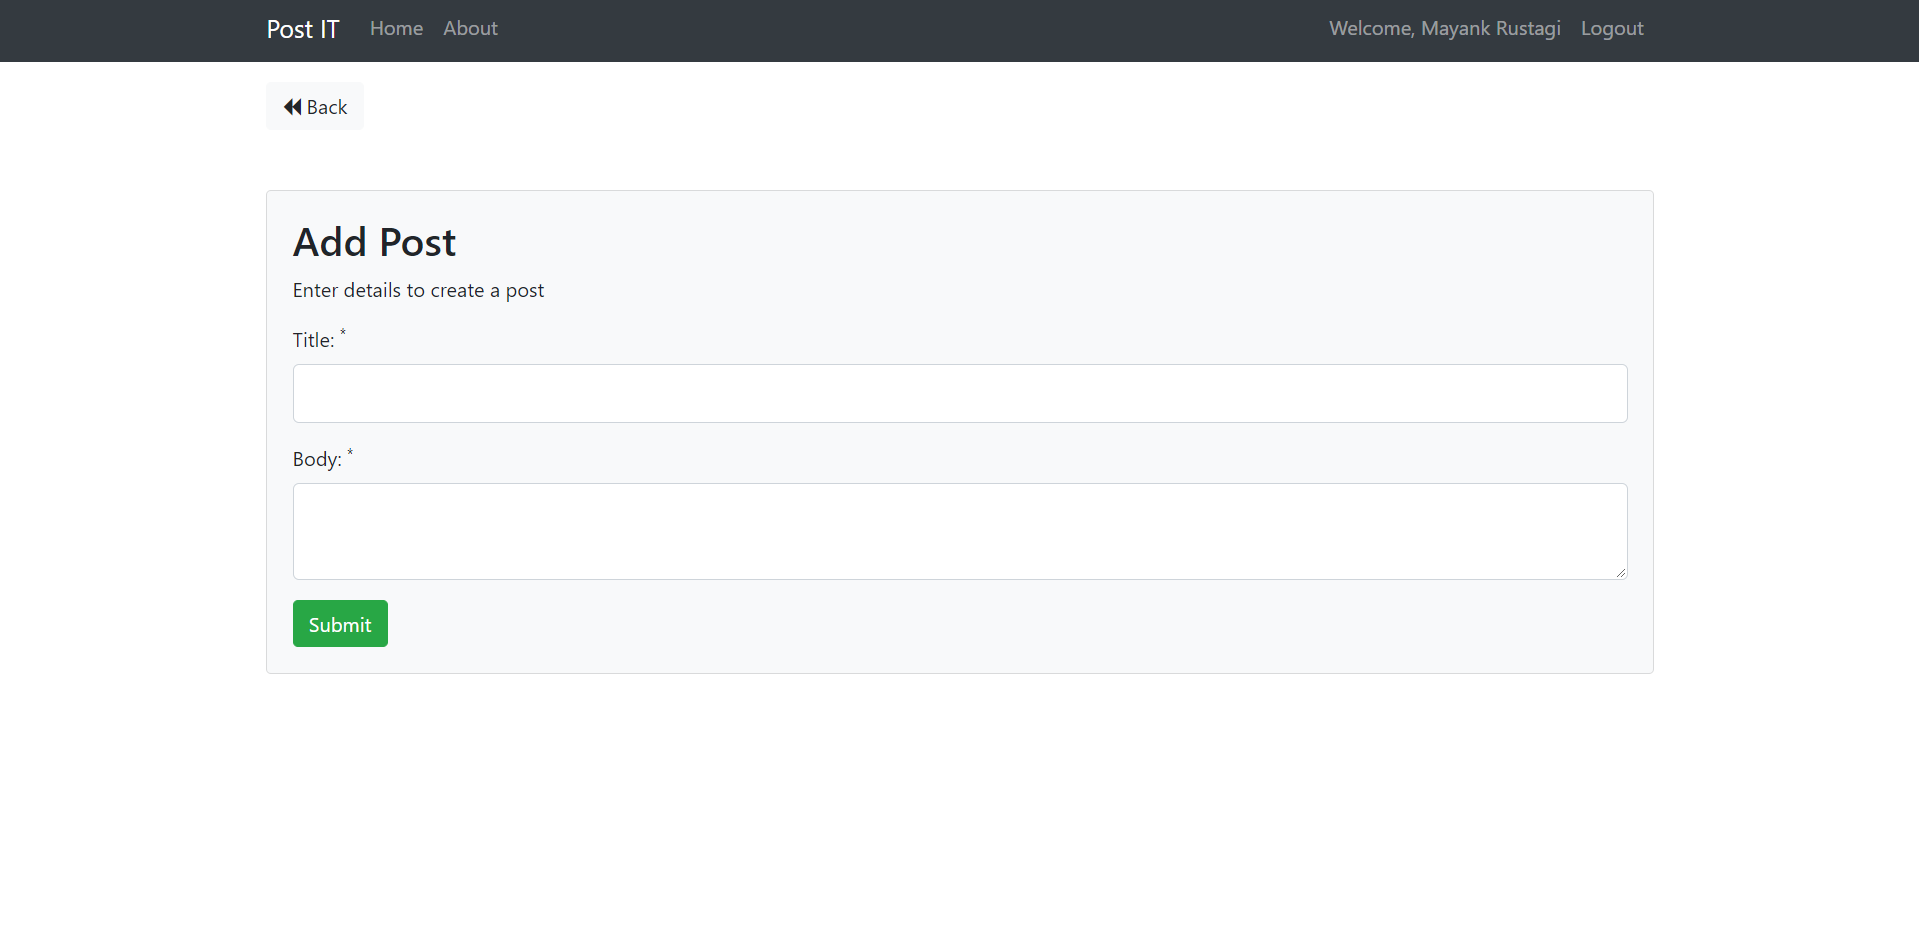 Post IT Home About Welcome, Mayank Rustagi Logout
Back
Add Post
Enter details to create a post
Title: *
Body: *
Submit